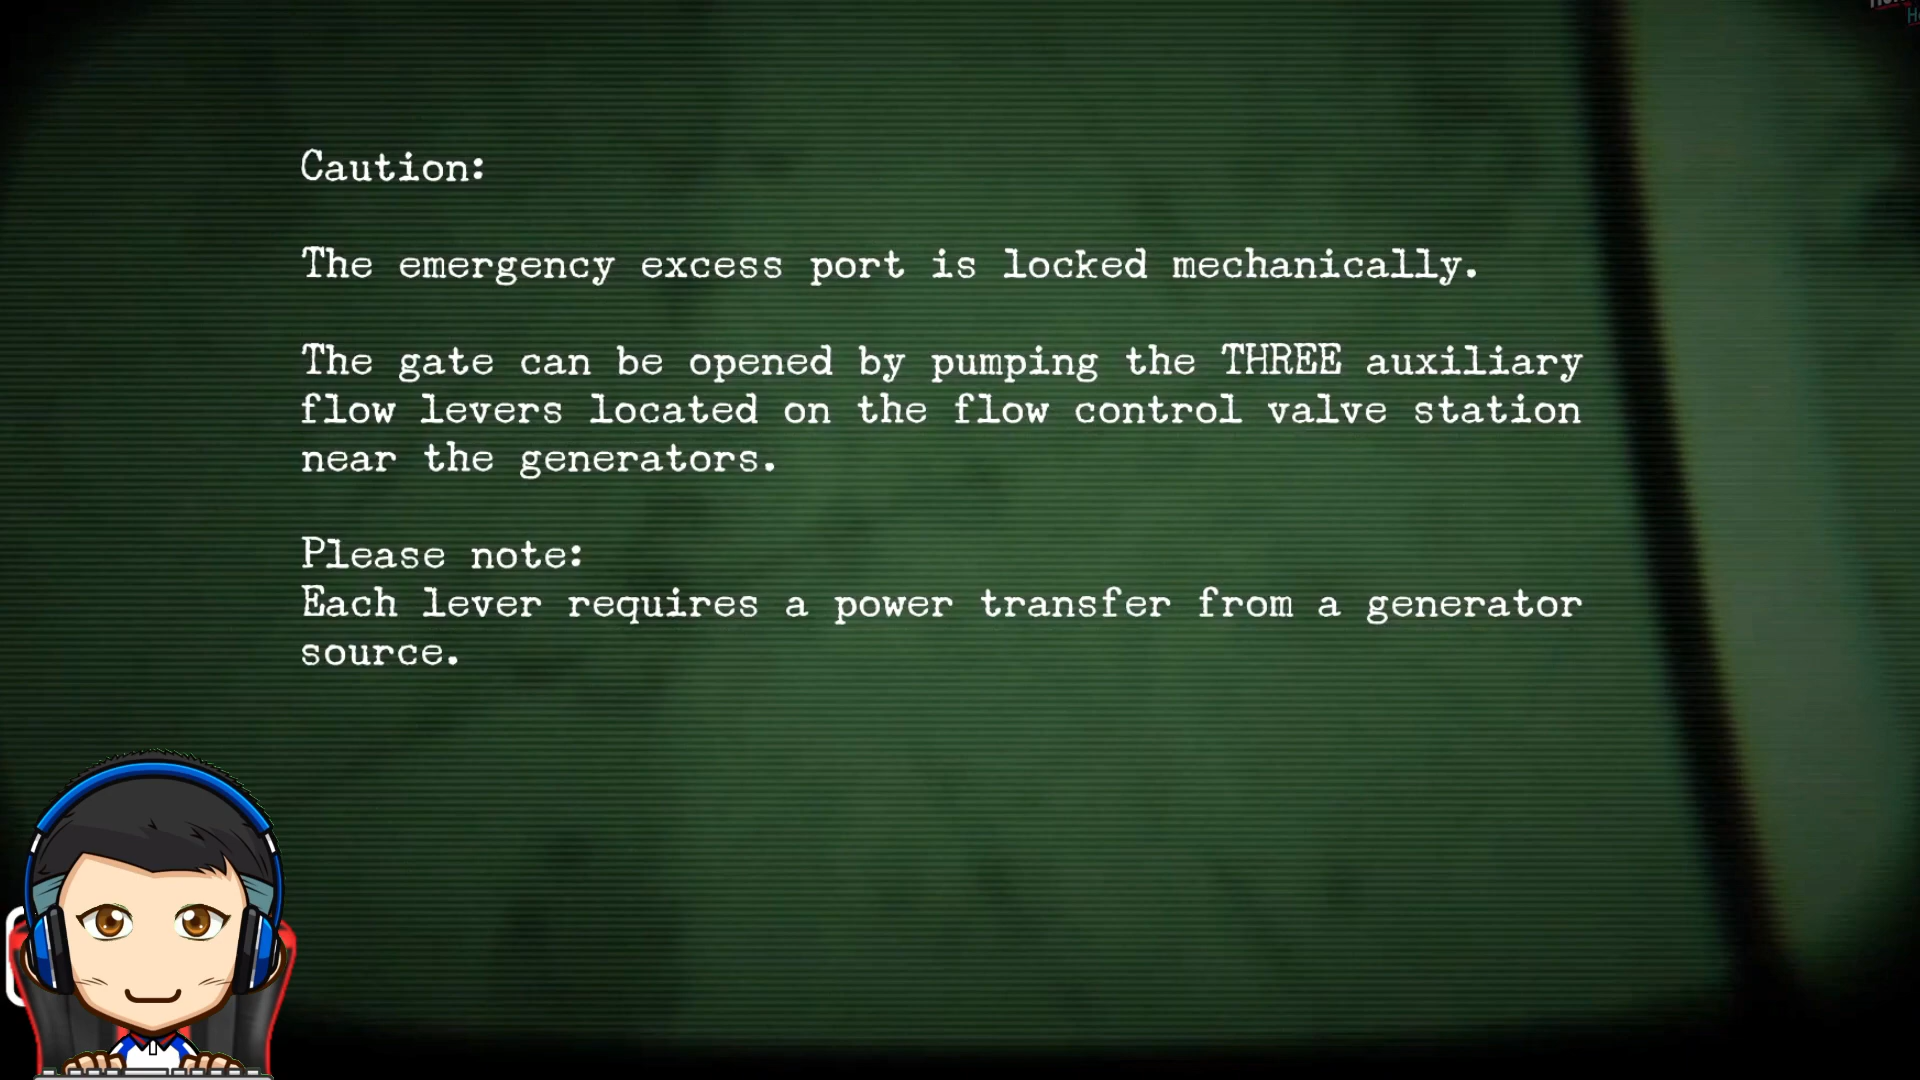 Caution:
The emergency excess port is locked mechanically.
The gate can be opened by pumping the THREE auxiliary
flow levers located on the flow control valve station
near the generators.
Please note:
Each lever requires a power transfer from a generator
source.